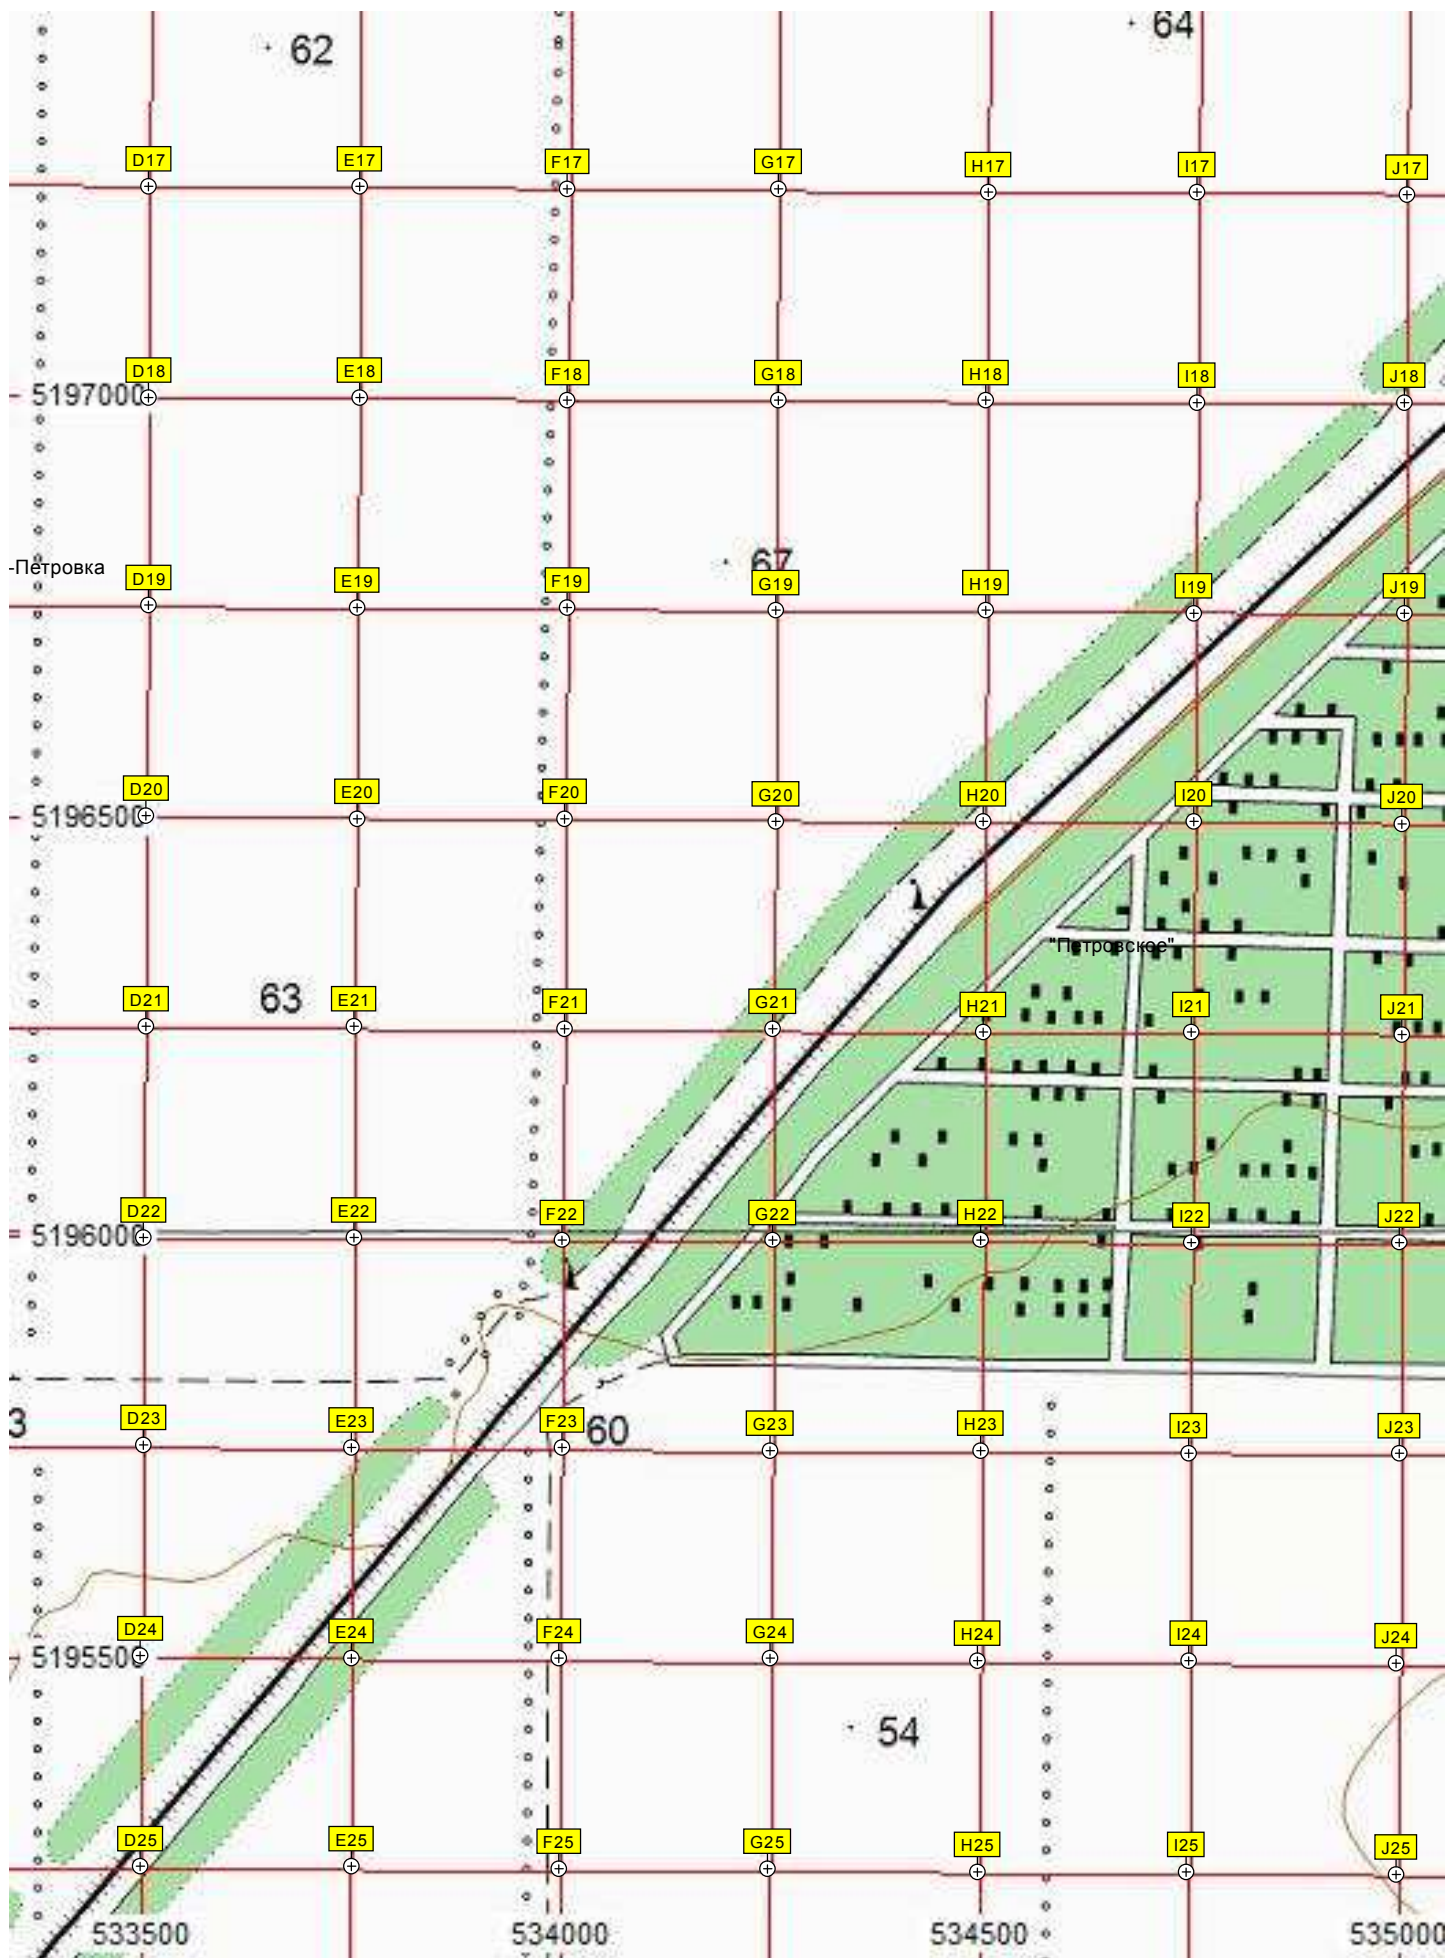 62
64
D17 E17 F17 G17 H17 I17 J17
D18 E18 F18 G18 H18 I18 J18
5197000
67
-Петровка
D19 E19 F19 G19 H19 I19 J19
D20 E20 F20 G20 H20 I20 J20
5196500
"Петровское"
63
D21 E21 F21 G21 H21 I21 J21
D22 E22 F22 G22 H22 I22 J22
5196000
3
D23 E23 F23 60 G23 H23 I23 J23
D24 E24 F24 G24 H24 I24 J24
5195500
54
D25 E25 F25 G25 H25 I25 J25
533500 534000 534500 535000